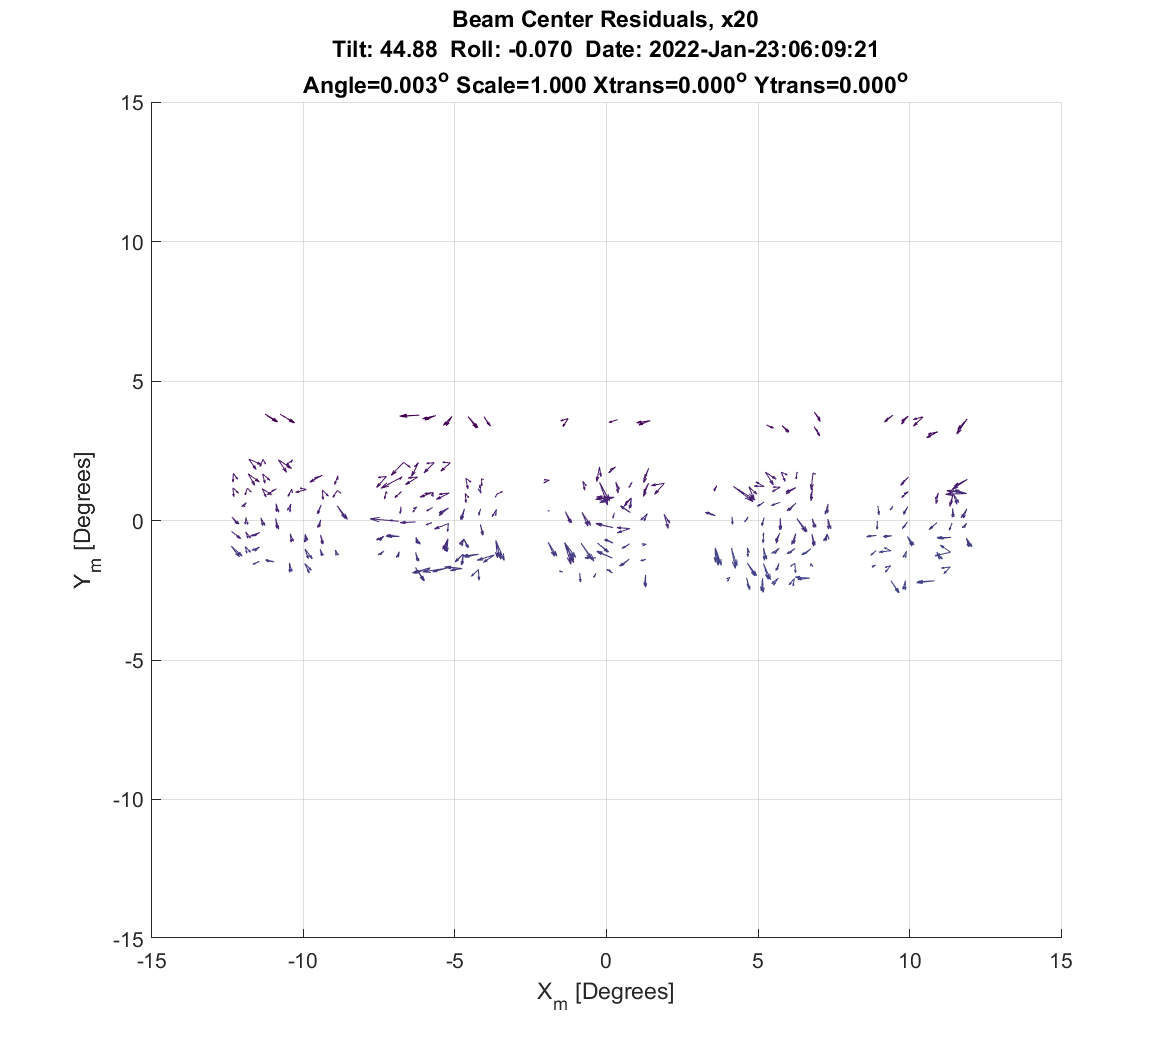 Beam Center Residuals, x20
Tilt: 44.88 Roll: -0.070 Date: 2022-Jan-23:06:09:21
Angle=0.003° Scale=1.000 Xtrans=0.000° Ytrans=0.000°
15
10
5
0
-5
-10
-15
Y_m [Degrees]
-15 -10 -5 0 5 10 15
X_m [Degrees]